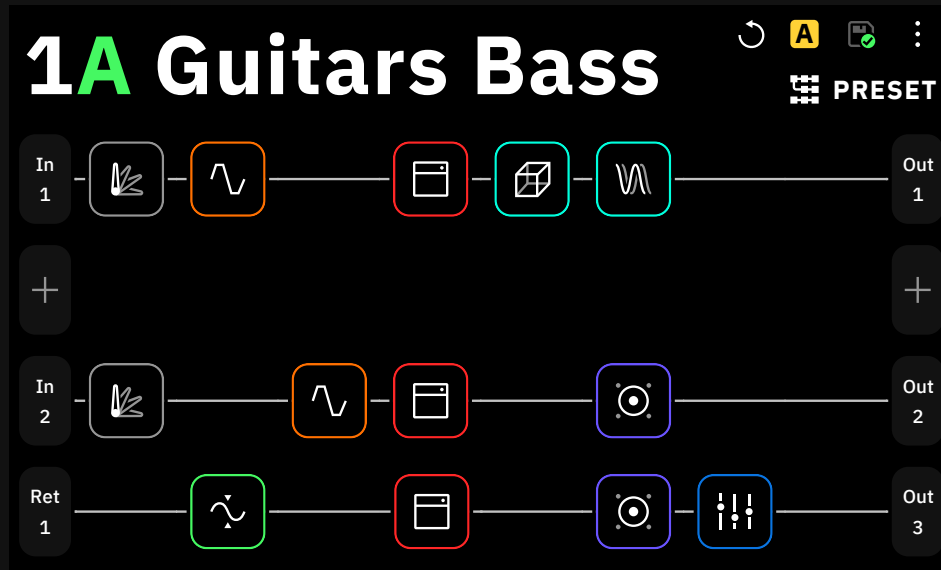 1A Guitars Bass
A
PRESET
In
1
Out
1
In
2
Out
2
Ret
1
Out
3